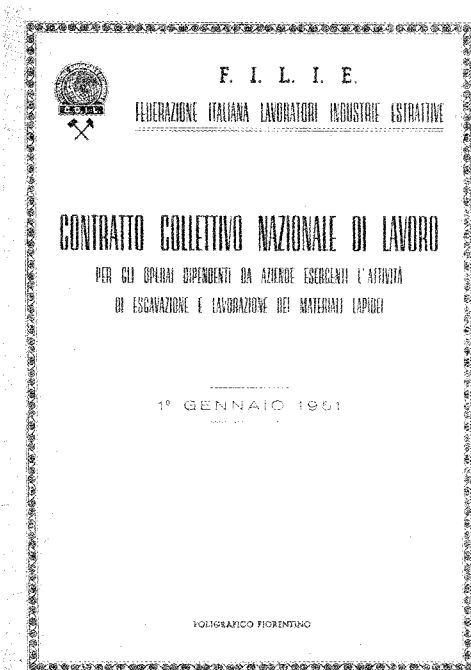 F. I. L. I. E.
C.G.I.L.
FEDERAZIONE ITALIANA LAVORATORI INDUSTRIE ESTRATTIVE
CONTRATTO COLLETTIVO NAZIONALE DI LAVORO
PER GLI OPERAI DIPENDENTI DA AZIENDE ESERCENTI L'ATTIVITÀ
DI ESCAVAZIONE E LAVORAZIONE DEI MATERIALI LAPIDEI
1º GENNAIO 1951
POLIGRAFICO FIORENTINO